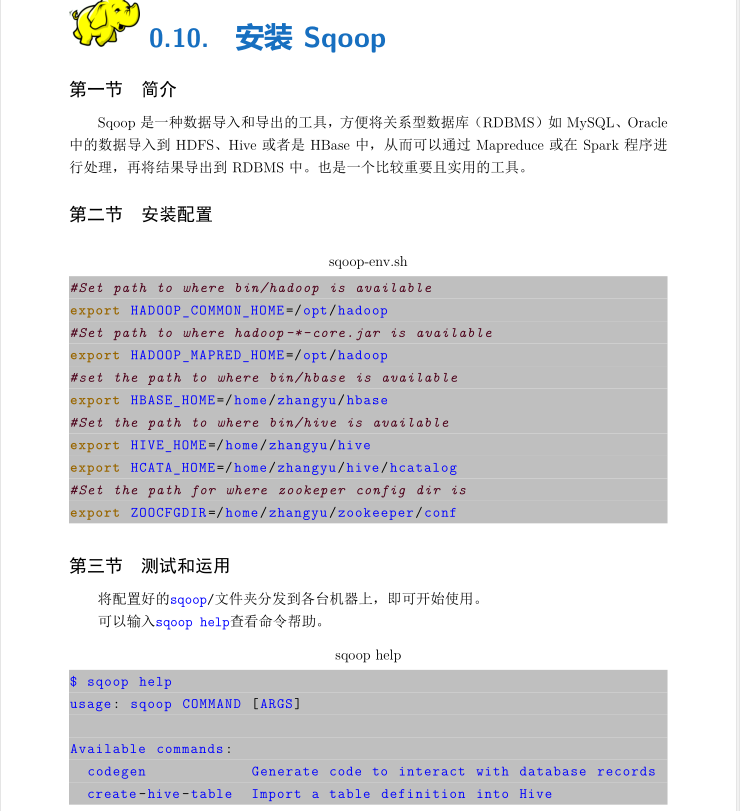 0.10. 安装 Sqoop
第一节 简介
Sqoop 是一种数据导入和导出的工具，方便将关系型数据库（RDBMS）如 MySQL、Oracle
中的数据导入到 HDFS、Hive 或者是 HBase 中，从而可以通过 Mapreduce 或在 Spark 程序进
行处理，再将结果导出到 RDBMS 中。也是一个比较重要且实用的工具。
第二节 安装配置
sqoop-env.sh
#Set path to where bin/hadoop is available
export HADOOP_COMMON_HOME=/opt/hadoop
#Set path to where hadoop-*-core.jar is available
export HADOOP_MAPRED_HOME=/opt/hadoop
#set the path to where bin/hbase is available
export HBASE_HOME=/home/zhangyu/hbase
#Set the path to where bin/hive is available
export HIVE_HOME=/home/zhangyu/hive
export HCATA_HOME=/home/zhangyu/hive/hcatalog
#Set the path for where zookeper config dir is
export ZOOCFGDIR=/home/zhangyu/zookeeper/conf
第三节 测试和运用
将配置好的sqoop/文件夹分发到各台机器上，即可开始使用。
可以输入sqoop help查看命令帮助。
sqoop help
$ sqoop help
usage: sqoop COMMAND [ARGS]
Available commands:
codegen Generate code to interact with database records
create-hive-table Import a table definition into Hive